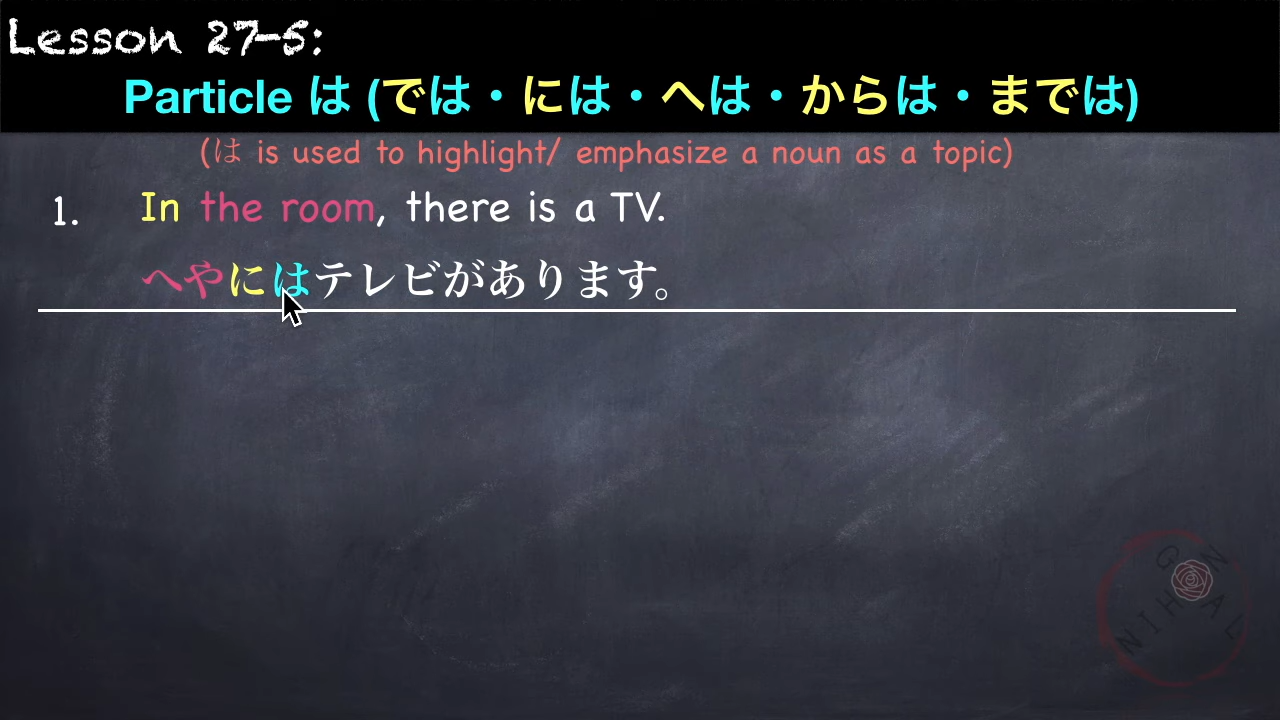 Lesson 27-5:
Particle は (では・には・へは・からは・までは)
(は is used to highlight/ emphasize a noun as a topic)
1. In the room, there is a TV.
へやにはテレビがあります。
NIHONGOAL